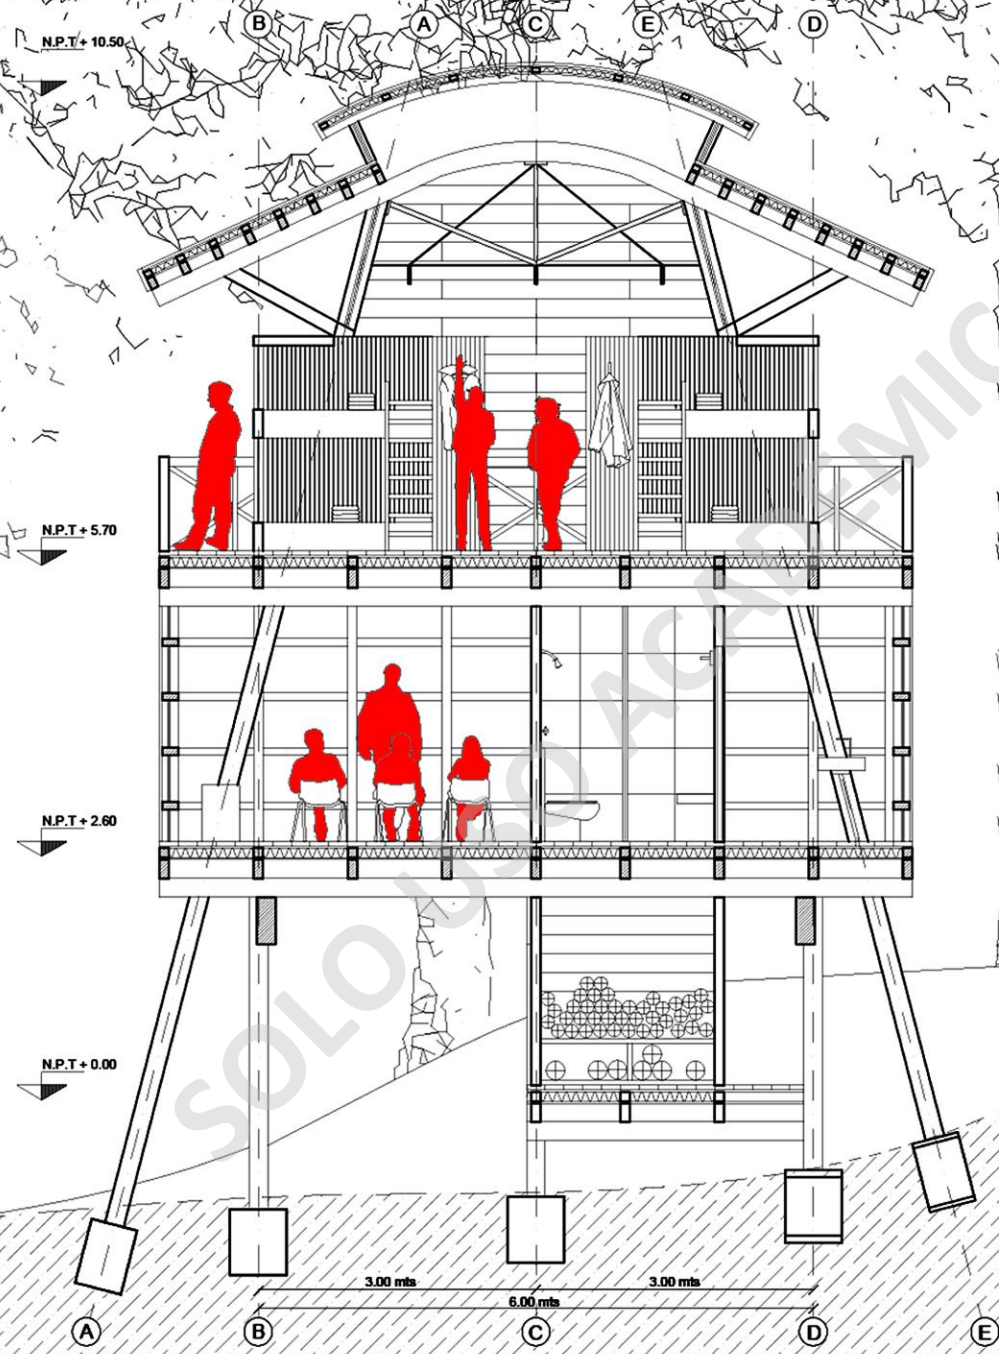 B A C E D
N.P.T + 10.50
N.P.T + 5.70
N.P.T + 2.60
N.P.T + 0.00
SOLO USO ACADEMIC
3.00 mts 3.00 mts
6.00 mts
A B C D E